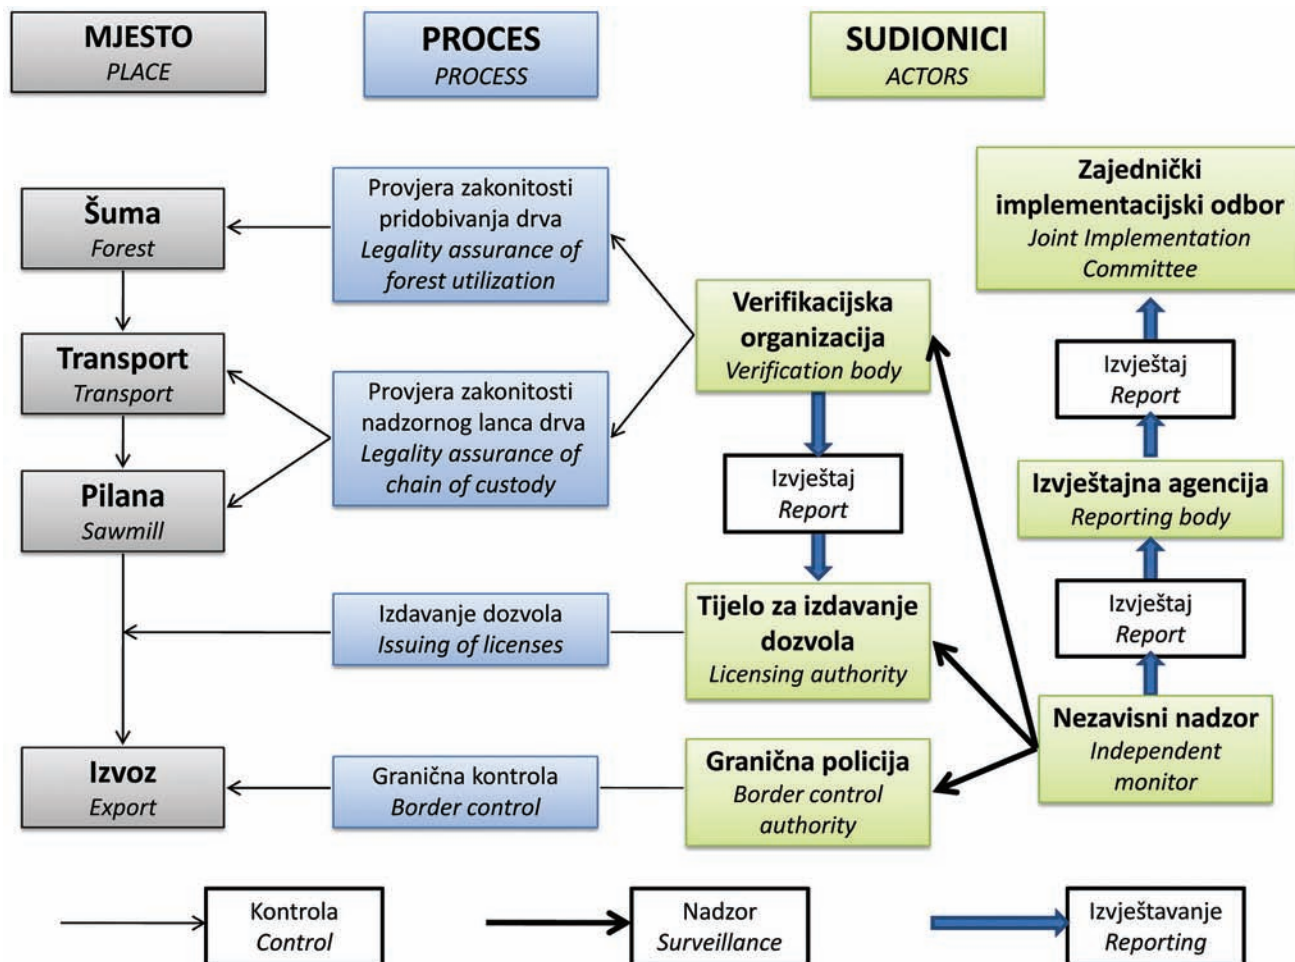 MJESTO
PLACE
PROCES
PROCESS
SUDIONICI
ACTORS
Šuma
Forest
Transport
Transport
Pilana
Sawmill
Izvoz
Export
Provjera zakonitosti
pridobivanja drva
Legality assurance of
forest utilization
Provjera zakonitosti
nadzornog lanca drva
Legality assurance of
chain of custody
Izdavanje dozvola
Issuing of licenses
Granična kontrola
Border control
Verifikacijska
organizacija
Verification body
Izvještaj
Report
Tijelo za izdavanje
dozvola
Licensing authority
Granična policija
Border control
authority
Zajednički
implementacijski odbor
Joint Implementation
Committee
Izvještaj
Report
Izvještajna agencija
Reporting body
Izvještaj
Report
Nezavisni nadzor
Independent
monitor
Kontrola
Control
Nadzor
Surveillance
Izvještavanje
Reporting